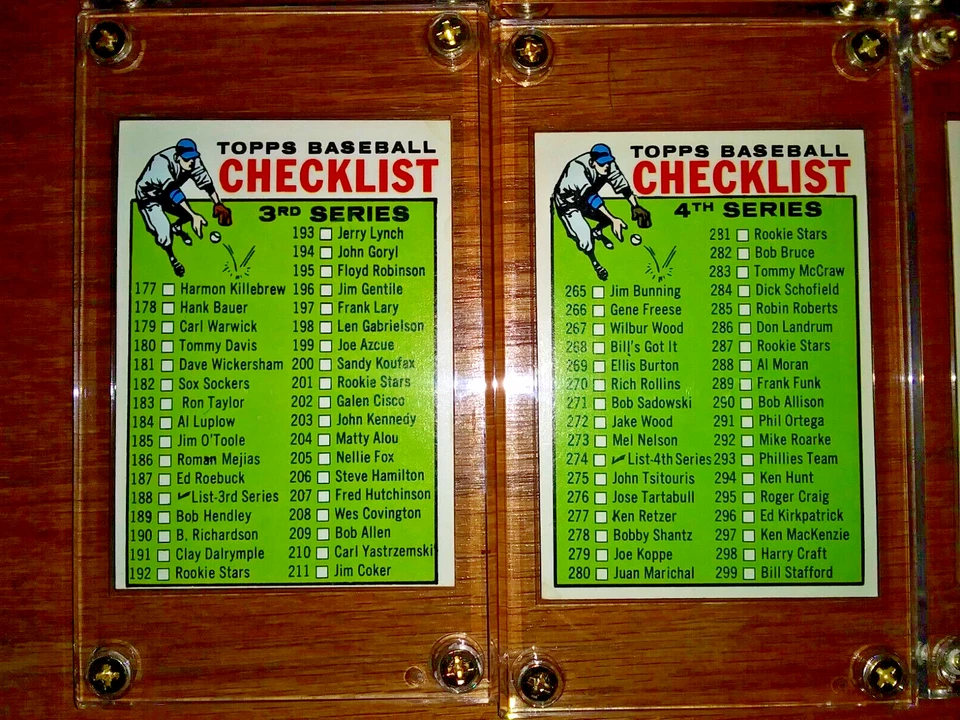 TOPPS BASEBALL
CHECKLIST
3RD SERIES
177 Harmon Killebrew
178 Hank Bauer
179 Carl Warwick
180 Tommy Davis
181 Dave Wickersham
182 Sox Sockers
183 Ron Taylor
184 Al Luplow
185 Jim O'Toole
186 Roman Mejias
187 Ed Roebuck
188 List-3rd Series
189 Bob Hendley
190 B. Richardson
191 Clay Dalrymple
192 Rookie Stars
193 Jerry Lynch
194 John Goryl
195 Floyd Robinson
196 Jim Gentile
197 Frank Lary
198 Len Gabrielson
199 Joe Azcue
200 Sandy Koufax
201 Rookie Stars
202 Galen Cisco
203 John Kennedy
204 Matty Alou
205 Nellie Fox
206 Steve Hamilton
207 Fred Hutchinson
208 Wes Covington
209 Bob Allen
210 Carl Yastrzemski
211 Jim Coker
TOPPS BASEBALL
CHECKLIST
4TH SERIES
265 Jim Bunning
266 Gene Freese
267 Wilbur Wood
268 Bill's Got It
269 Ellis Burton
270 Rich Rollins
271 Bob Sadowski
272 Jake Wood
273 Mel Nelson
274 List-4th Series
275 John Tsitouris
276 Jose Tartabull
277 Ken Retzer
278 Bobby Shantz
279 Joe Koppe
280 Juan Marichal
281 Rookie Stars
282 Bob Bruce
283 Tommy McCraw
284 Dick Schofield
285 Robin Roberts
286 Don Landrum
287 Rookie Stars
288 Al Moran
289 Frank Funk
290 Bob Allison
291 Phil Ortega
292 Mike Roarke
293 Phillies Team
294 Ken Hunt
295 Roger Craig
296 Ed Kirkpatrick
297 Ken MacKenzie
298 Harry Craft
299 Bill Stafford